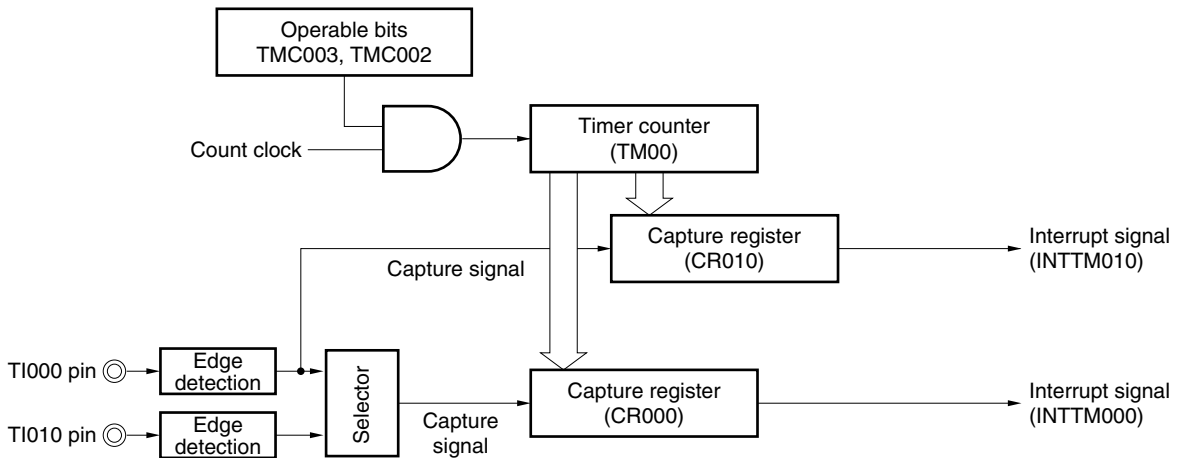 Operable bits
TMC003, TMC002
Count clock
Timer counter
(TM00)
Capture register
(CR010)
Interrupt signal
(INTTM010)
Capture signal
TI000 pin
Edge
detection
Selector
Capture register
(CR000)
Interrupt signal
(INTTM000)
TI010 pin
Edge
detection
Capture
signal